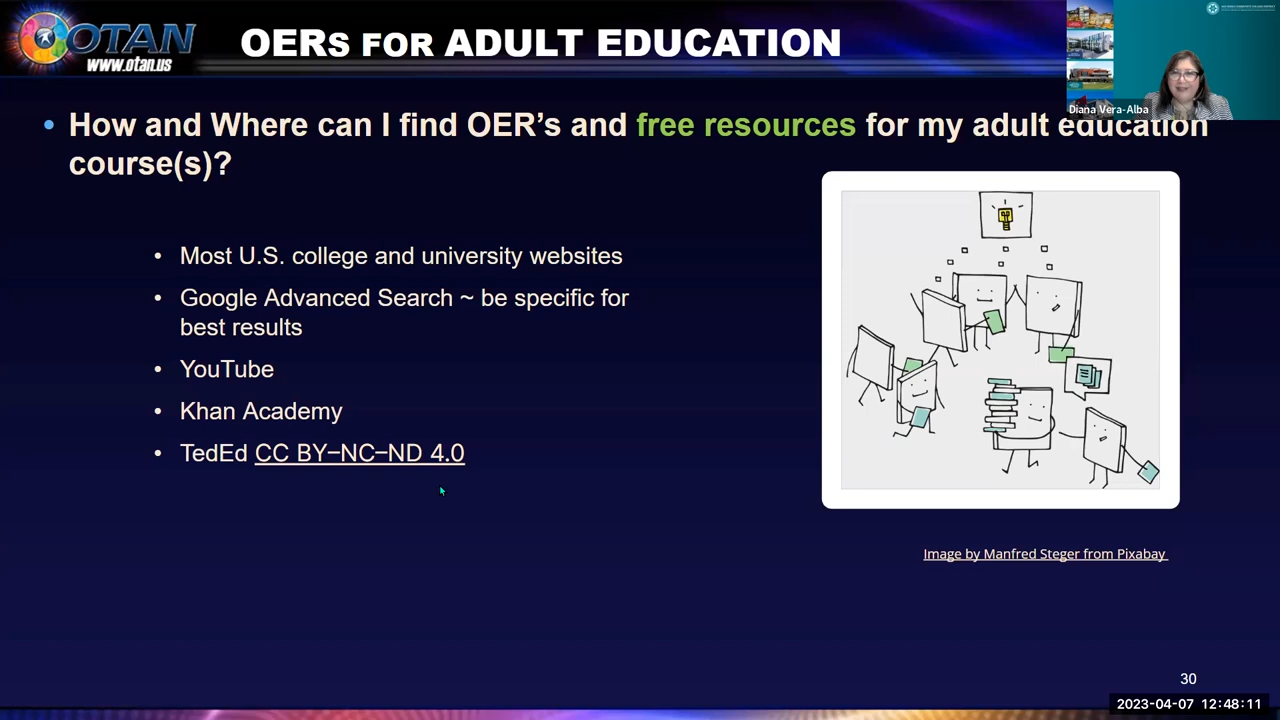 OTAN
www.otan.us
OERS FOR ADULT EDUCATION
Diana Vera-Alba
• How and Where can I find OER’s and free resources for my adult education
course(s)?
• Most U.S. college and university websites
• Google Advanced Search ~ be specific for
best results
• YouTube
• Khan Academy
• TedEd CC BY–NC–ND 4.0
Image by Manfred Steger from Pixabay
30
2023-04-07 12:48:11